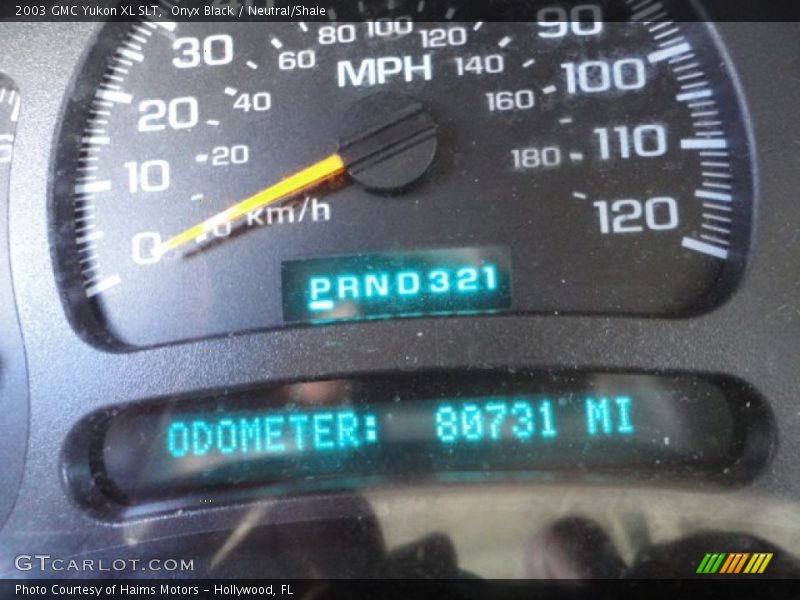 2003 GMC Yukon XL SLT,  Onyx Black / Neutral/Shale
80 100 120 90
30 60 MPH 140 100
20 40 160
10 20 180 110
0 0 km/h 120
PRND321
ODOMETER: 80731 MI
GTCARLOT.COM
Photo Courtesy of Haims Motors – Hollywood, FL